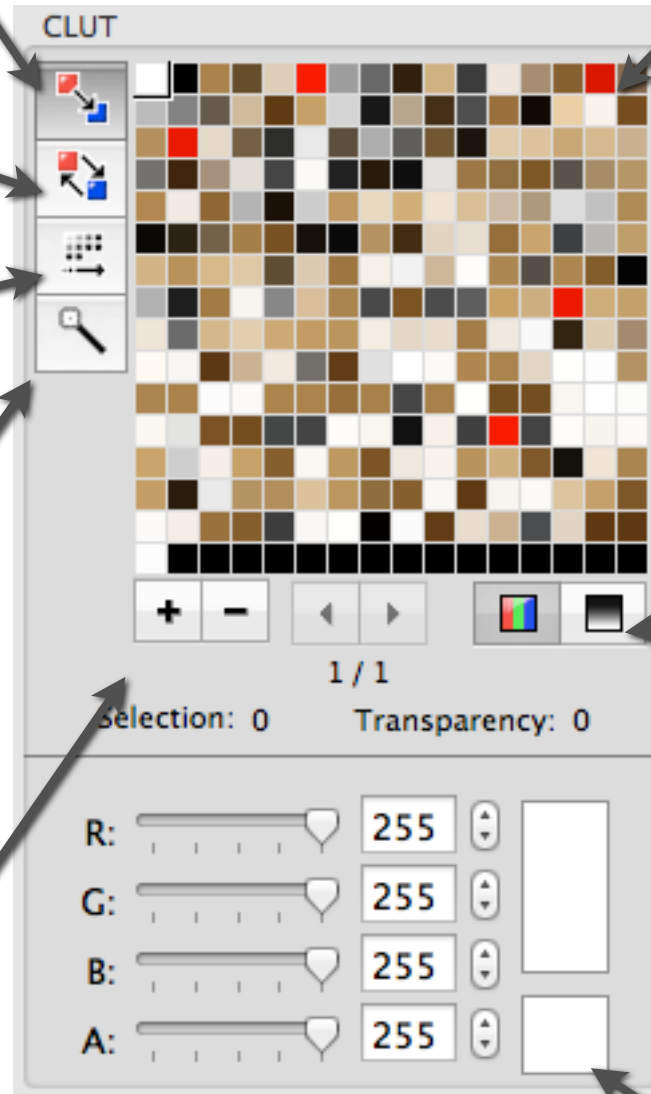 CLUT
+ −
1 / 1
Selection: 0 Transparency: 0
R: 255
G: 255
B: 255
A: 255